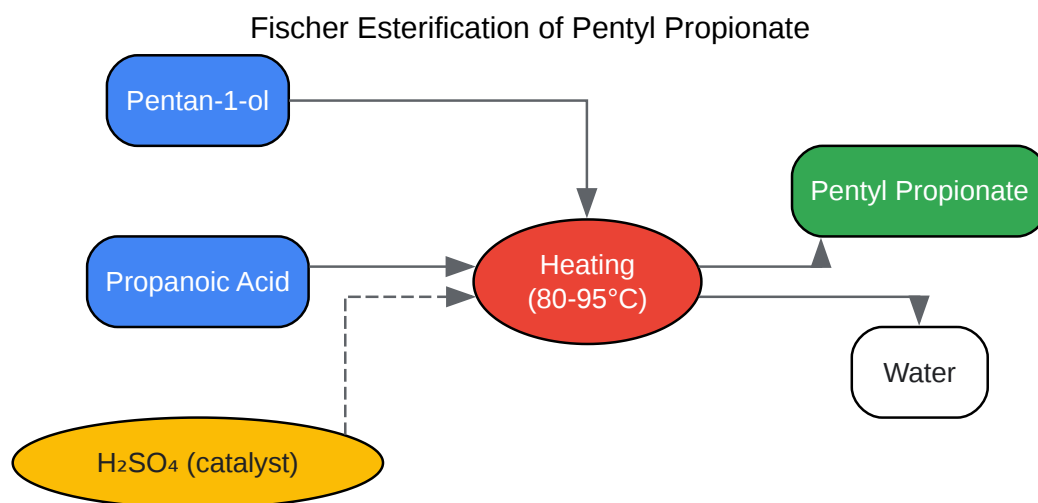 Fischer Esterification of Pentyl Propionate
Pentan-1-ol
Pentyl Propionate
Propanoic Acid
Heating
(80-95°C)
Water
H₂SO₄ (catalyst)